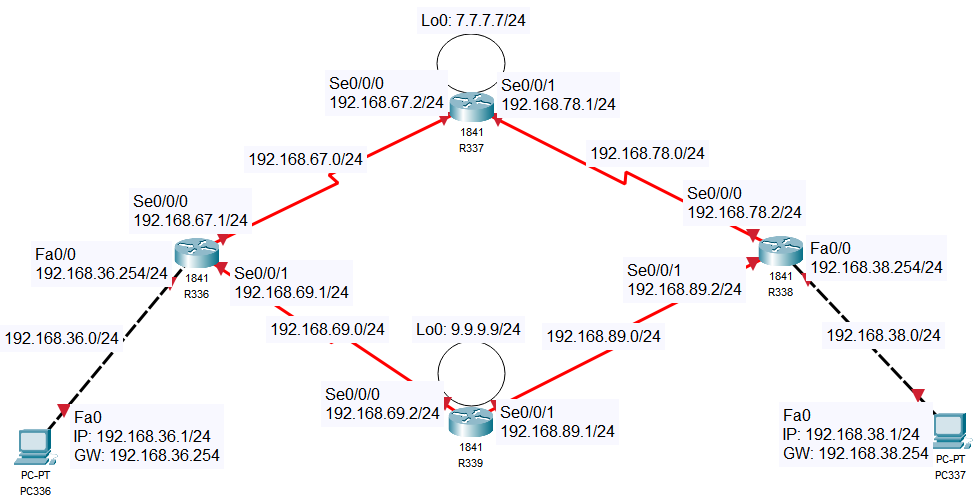 Lo0: 7.7.7.7/24
Se0/0/0
192.168.67.2/24
Se0/0/1
192.168.78.1/24
1841
R337
192.168.67.0/24
192.168.78.0/24
Se0/0/0
192.168.67.1/24
Se0/0/0
192.168.78.2/24
Fa0/0
192.168.36.254/24
1841
R336
Se0/0/1
192.168.69.1/24
Se0/0/1
192.168.89.2/24
1841
R338
Fa0/0
192.168.38.254/24
192.168.36.0/24
192.168.69.0/24
Lo0: 9.9.9.9/24
192.168.89.0/24
192.168.38.0/24
Se0/0/0
192.168.69.2/24
Se0/0/1
192.168.89.1/24
1841
R339
Fa0
IP: 192.168.36.1/24
GW: 192.168.36.254
PC-PT
PC336
Fa0
IP: 192.168.38.1/24
GW: 192.168.38.254
PC-PT
PC337